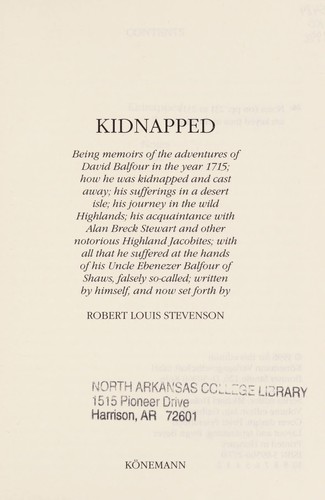 KIDNAPPED
Being memoirs of the adventures of
David Balfour in the year 1715;
how he was kidnapped and cast
away; his sufferings in a desert
isle; his journey in the wild
Highlands; his acquaintance with
Alan Breck Stewart and other
notorious Highland Jacobites; with
all that he suffered at the hands
of his Uncle Ebenezer Balfour of
Shaws, falsely so-called; written
by himself, and now set forth by
ROBERT LOUIS STEVENSON
NORTH ARKANSAS COLLEGE LIBRARY
1515 Pioneer Drive
Harrison, AR 72601
KÖNEMANN